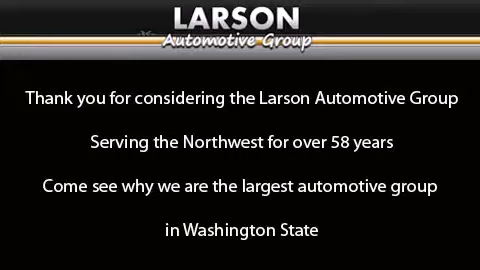 LARSON
Automotive Group
Thank you for considering the Larson Automotive Group
Serving the Northwest for over 58 years
Come see why we are the largest automotive group
in Washington State